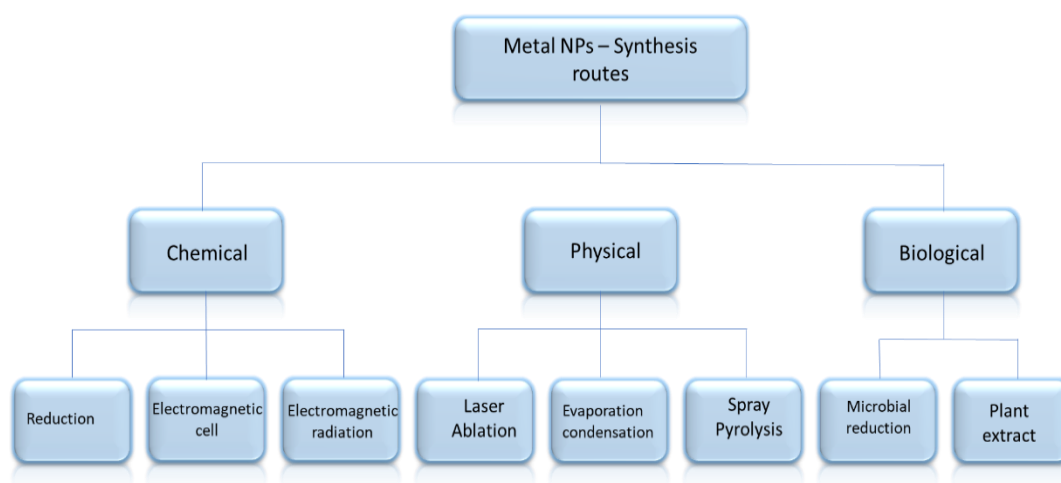 Metal NPs – Synthesis
routes
Chemical
Physical
Biological
Reduction
Electromagnetic
cell
Electromagnetic
radiation
Laser
Ablation
Evaporation
condensation
Spray
Pyrolysis
Microbial
reduction
Plant
extract